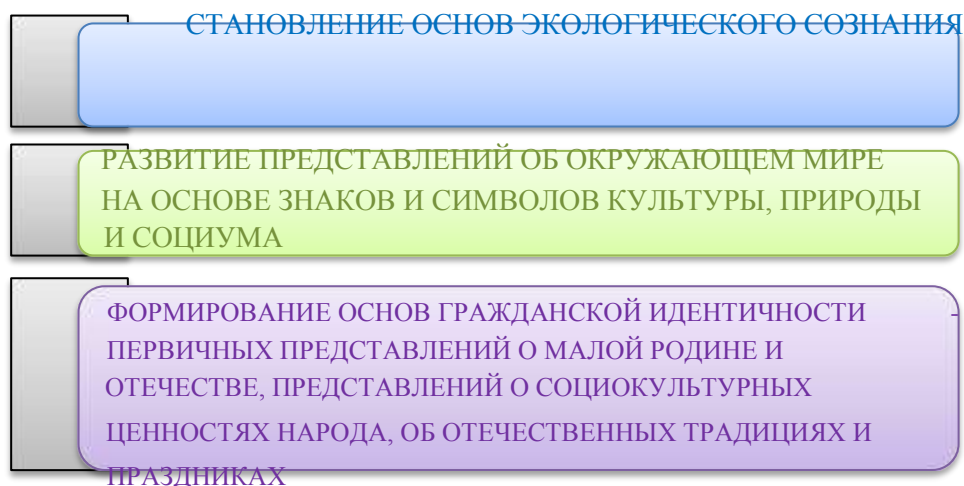 СТАНОВЛЕНИЕ ОСНОВ ЭКОЛОГИЧЕСКОГО СОЗНАНИЯ
РАЗВИТИЕ ПРЕДСТАВЛЕНИЙ ОБ ОКРУЖАЮЩЕМ МИРЕ
НА ОСНОВЕ ЗНАКОВ И СИМВОЛОВ КУЛЬТУРЫ, ПРИРОДЫ
И СОЦИУМА
ФОРМИРОВАНИЕ ОСНОВ ГРАЖДАНСКОЙ ИДЕНТИЧНОСТИ -
ПЕРВИЧНЫХ ПРЕДСТАВЛЕНИЙ О МАЛОЙ РОДИНЕ И
ОТЕЧЕСТВЕ, ПРЕДСТАВЛЕНИЙ О СОЦИОКУЛЬТУРНЫХ
ЦЕННОСТЯХ НАРОДА, ОБ ОТЕЧЕСТВЕННЫХ ТРАДИЦИЯХ И
ПРАЗДНИКАХ